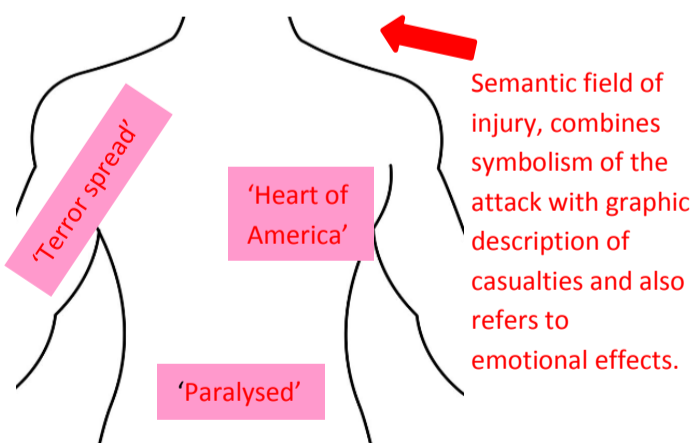 Semantic field of
injury, combines
symbolism of the
attack with graphic
description of
casualties and also
refers to
emotional effects.
‘Terror spread’
‘Heart of
America’
‘Paralysed’